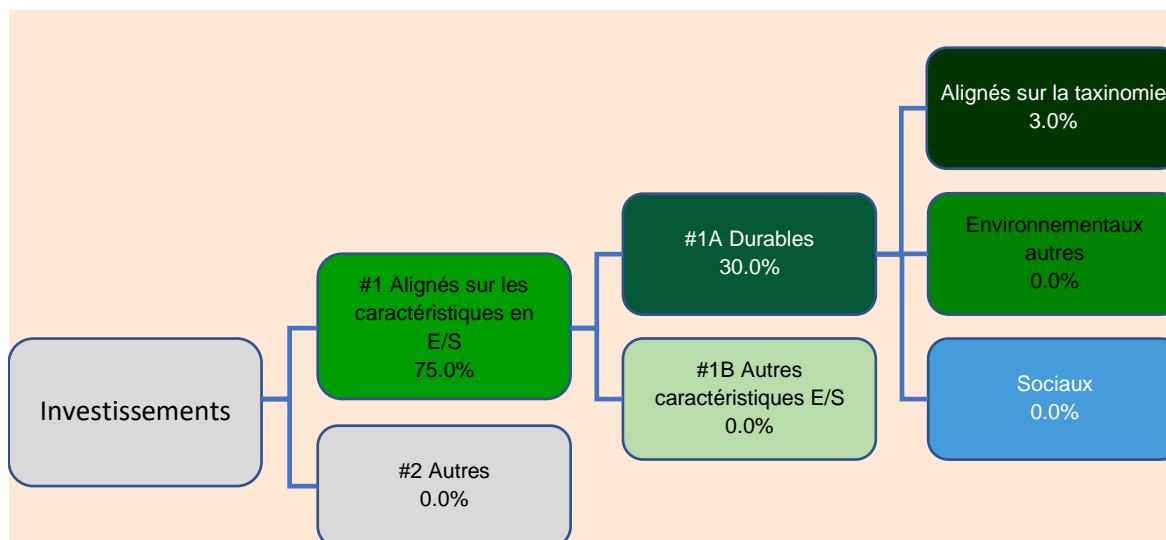 Investissements
#1 Alignés sur les
caractéristiques en
E/S
75.0%
#2 Autres
0.0%
#1A Durables
30.0%
#1B Autres
caractéristiques E/S
0.0%
Alignés sur la taxinomie
3.0%
Environnementaux
autres
0.0%
Sociaux
0.0%